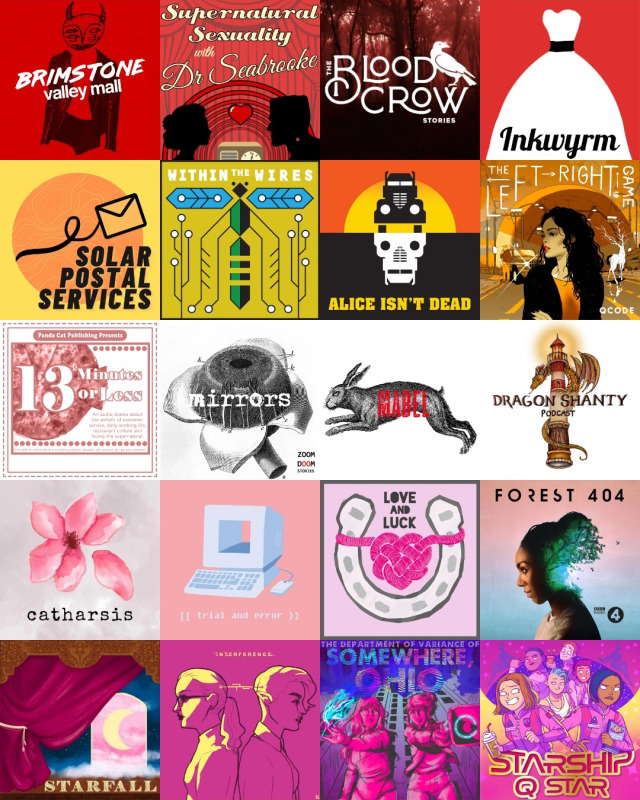 BRIMSTONE
valley mall
Supernatural
Sexuality
with
Dr Seabrooke
THE
BLOOD
CROW
STORIES
Inkwyrm
SOLAR
POSTAL
SERVICES
WITHIN THE WIRES
ALICE ISN'T DEAD
THE
LEFT→RIGHT
GAME
QCODE
Panda Cat Publishing Presents
13 Minutes
or Less
An audio drama about
the perils of customer
service, daily working life,
restaurant culture and
facing the supernatural.
mirrors
ZOOM
DOOM
STORIES
MABEL
DRAGON SHANTY
PODCAST
catharsis
[[ trial and error ))
LOVE
AND
LUCK
FOREST 404
BBC
RADIO
4
STARFALL
INTERFERENCE
THE DEPARTMENT OF VARIANCE OF
SOMEWHERE,
OHIO
STARSHIP
Q STAR